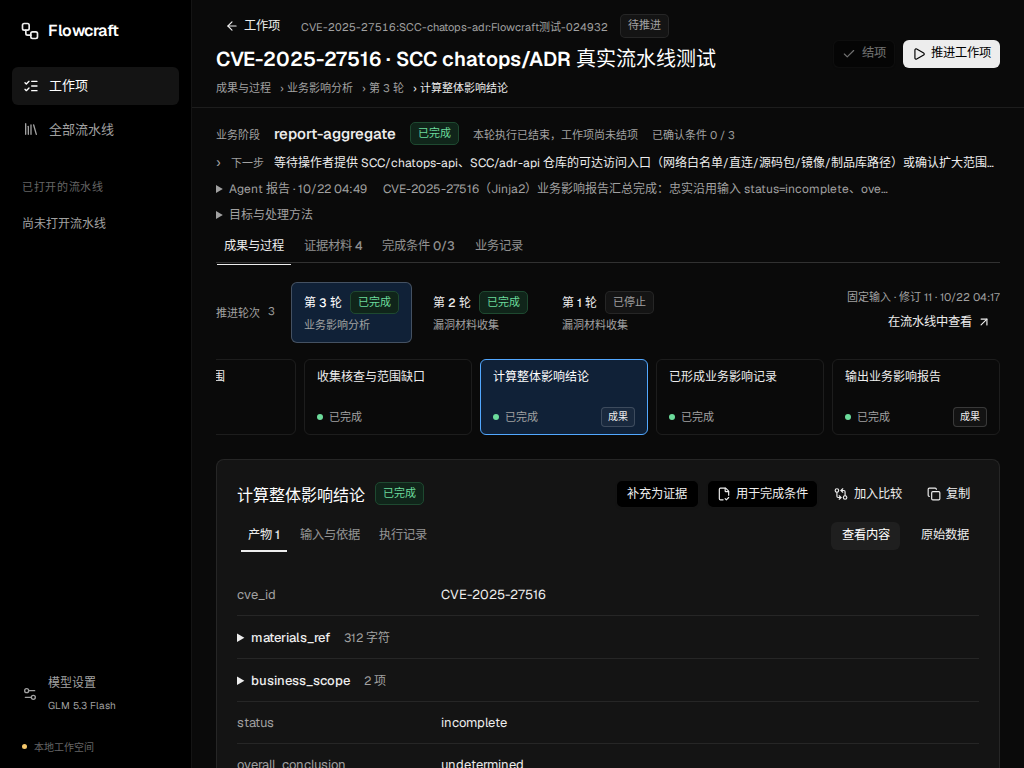 Flowcraft
工作项
全部流水线
已打开的流水线
尚未打开流水线
模型设置
GLM 5.3 Flash
本地工作空间
工作项 CVE-2025-27516:SCC-chatops-adr:Flowcraft测试-024932 待推进
CVE-2025-27516 · SCC chatops/ADR 真实流水线测试
结项 推进工作项
成果与过程 › 业务影响分析 › 第 3 轮 › 计算整体影响结论
业务阶段 report-aggregate 已完成 本轮执行已结束，工作项尚未结项 已确认条件 0 / 3
› 下一步 等待操作者提供 SCC/chatops-api、SCC/adr-api 仓库的可达访问入口（网络白名单/直连/源码包/镜像/制品库路径）或确认扩大范围...
Agent 报告 · 10/22 04:49 CVE-2025-27516（Jinja2）业务影响报告汇总完成：忠实沿用输入 status=incomplete、ove...
目标与处理方法
成果与过程 证据材料 4 完成条件 0/3 业务记录
推进轮次 3
第 3 轮 已完成
业务影响分析
第 2 轮 已完成
漏洞材料收集
第 1 轮 已停止
漏洞材料收集
固定输入 · 修订 11 · 10/22 04:17
在流水线中查看
收集核查与范围缺口
已完成
计算整体影响结论
已完成 成果
已形成业务影响记录
已完成
输出业务影响报告
已完成 成果
计算整体影响结论 已完成
补充为证据 用于完成条件 加入比较 复制
产物 1 输入与依据 执行记录
查看内容 原始数据
cve_id CVE-2025-27516
materials_ref 312 字符
business_scope 2 项
status incomplete
overall_conclusion undetermined